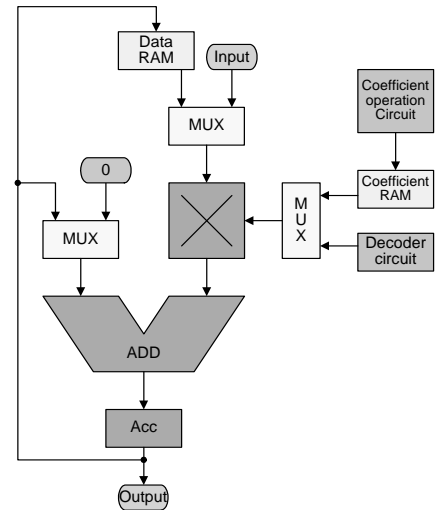 Data
RAM
Input
Coefficient
operation
Circuit
MUX
0
Coefficient
RAM
M
U
X
MUX
Decoder
circuit
ADD
Acc
Output